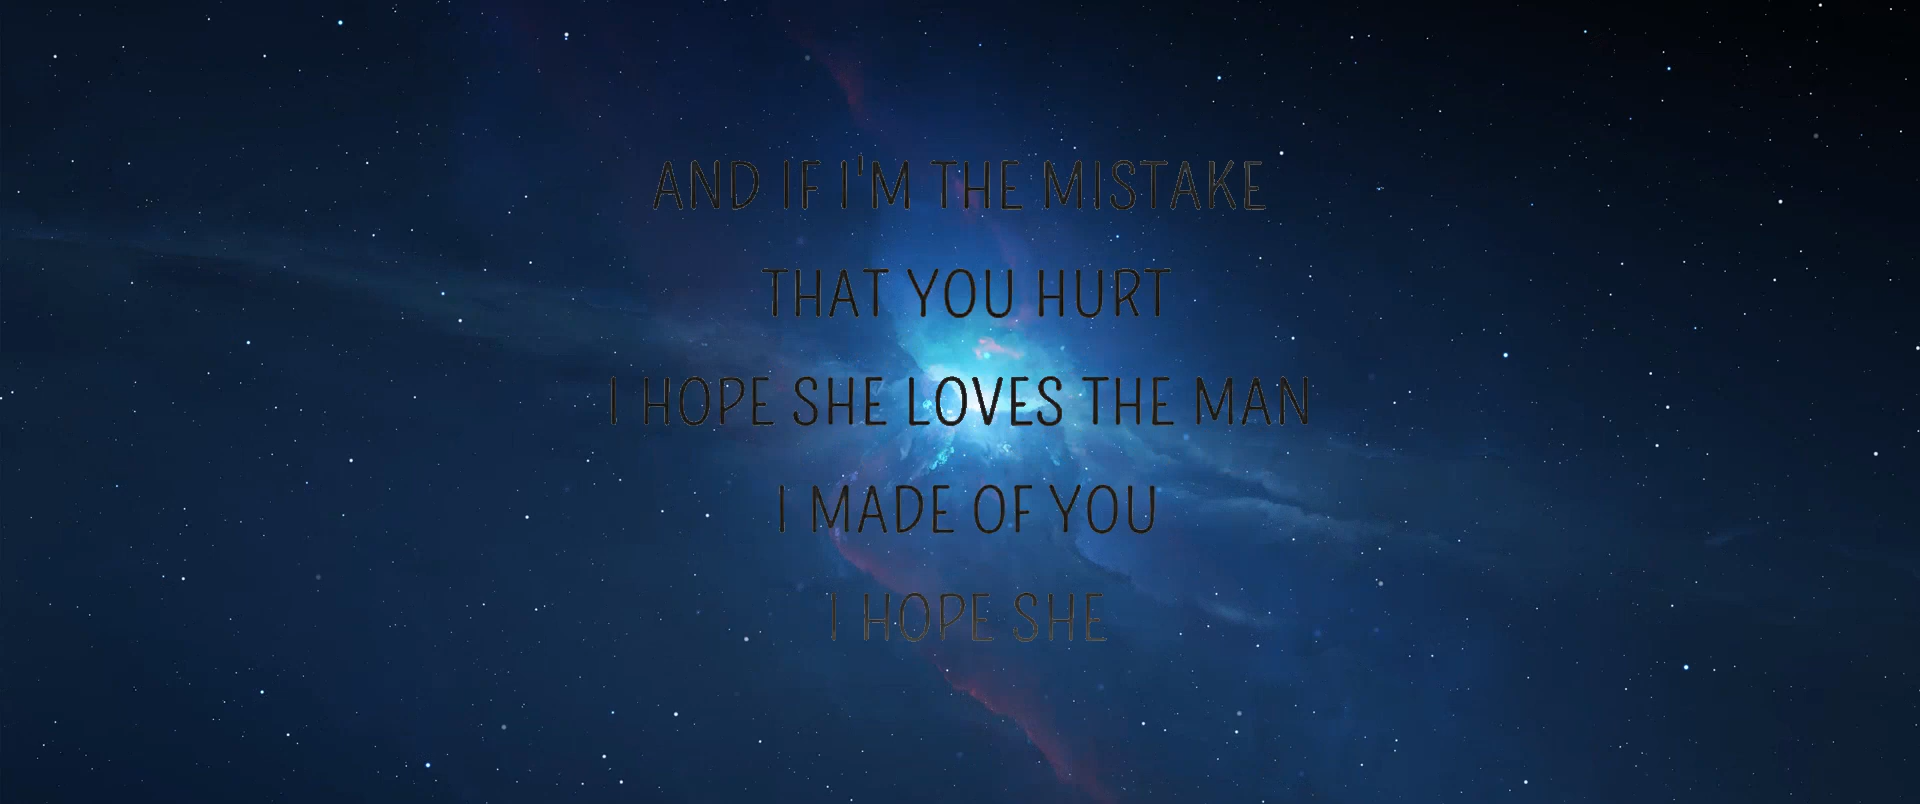 AND IF I'M THE MISTAKE
THAT YOU HURT
I HOPE SHE LOVES THE MAN
I MADE OF YOU
I HOPE SHE